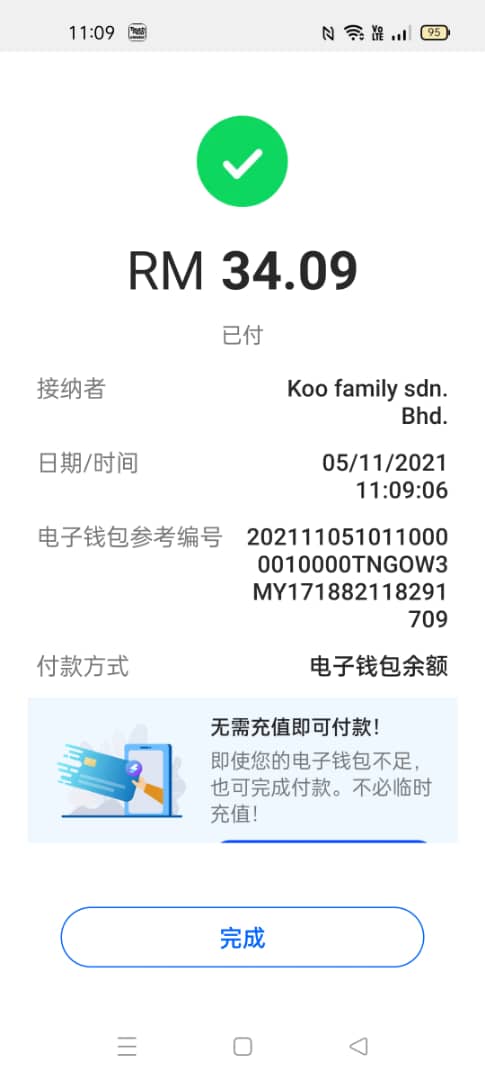 11:09
VO LTE
95
RM 34.09
已付
接纳者
Koo family sdn.
Bhd.
日期/时间
05/11/2021
11:09:06
电子钱包参考编号
202111051011000
0010000TNGOW3
MY171882118291
709
付款方式
电子钱包余额
无需充值即可付款！
即使您的电子钱包不足，
也可完成付款。不必临时
充值！
完成